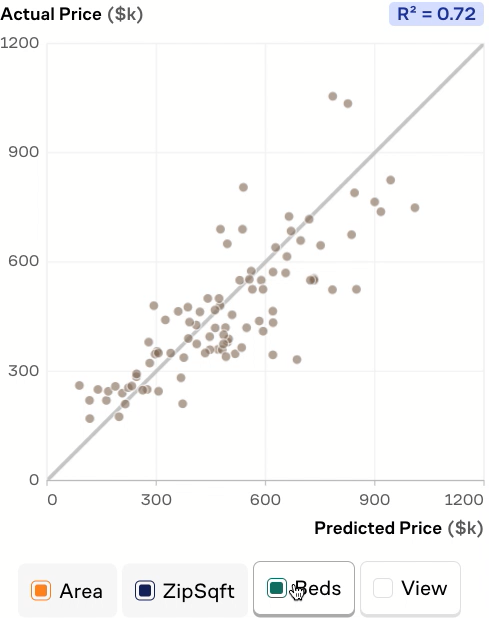 Actual Price ($k)
R² = 0.72
1200
900
600
300
0
0 300 600 900 1200
Predicted Price ($k)
Area ZipSqft Beds View